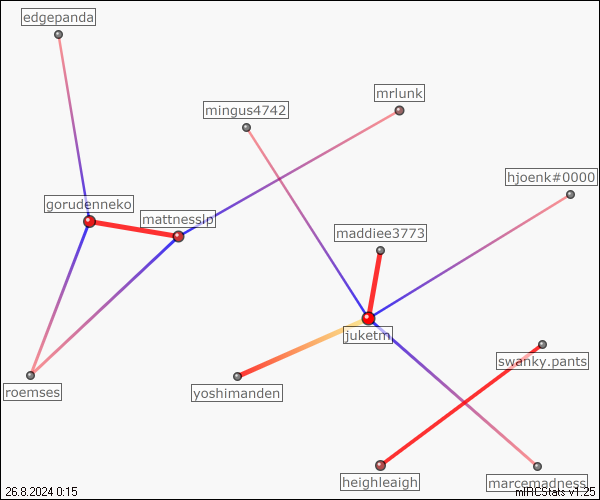 edgepanda
mrlunk
mingus4742
hjoenk#0000
gorudenneko
mattnesslp
maddiee3773
juketm
swanky.pants
roemses
yoshimanden
heighleaigh
marcemadness
26.8.2024 0:15
mIRCStats v1.25